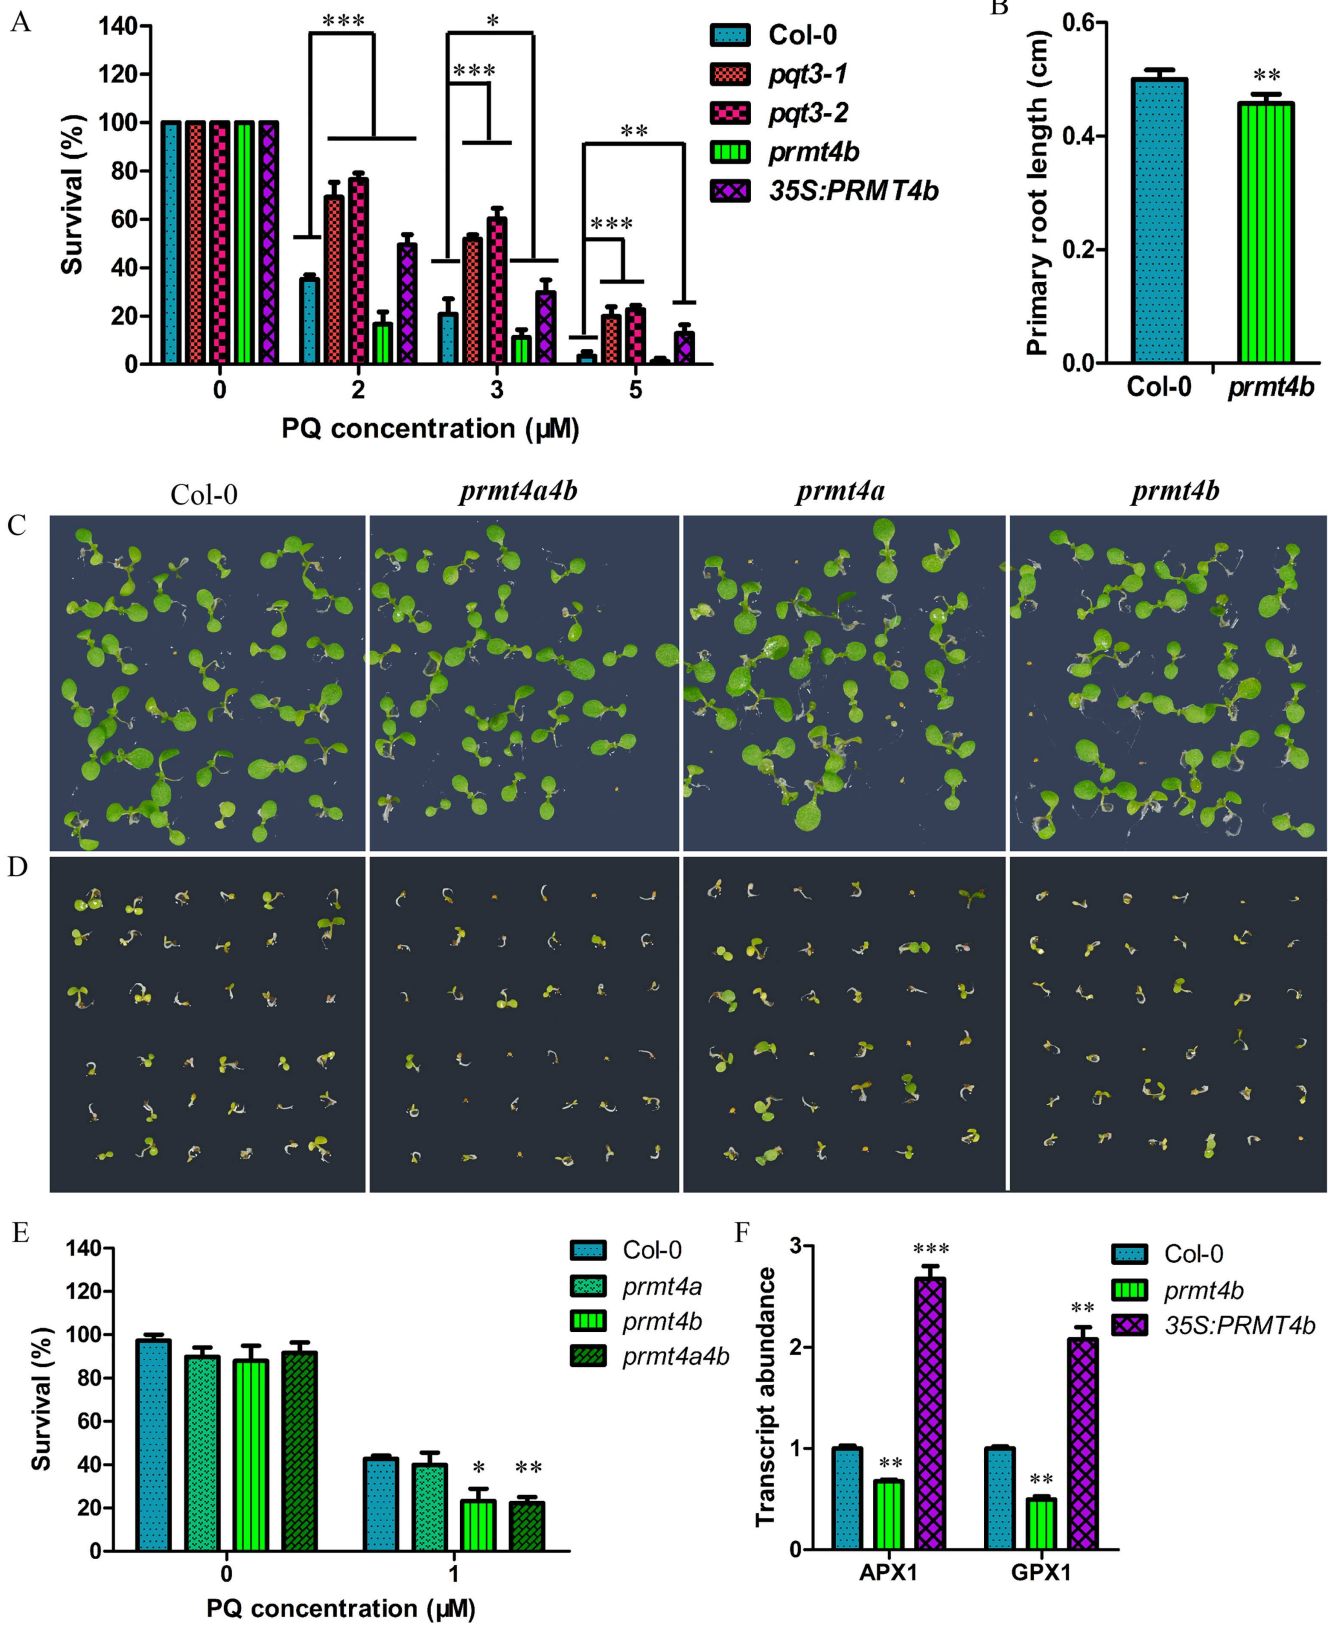 A
140
120
100
80
60
40
20
0
Survival (%)
***
*
***
**
***
0
2
3
5
PQ concentration (µM)
Col-0
pqt3-1
pqt3-2
prmt4b
35S:PRMT4b
B
0.6
0.4
0.2
0.0
Primary root length (cm)
**
Col-0
prmt4b
Col-0
prmt4a4b
prmt4a
prmt4b
C
D
E
140
120
100
80
60
40
20
0
Survival (%)
*
**
0
1
PQ concentration (µM)
Col-0
prmt4a
prmt4b
prmt4a4b
F
3
2
1
0
Transcript abundance
***
**
**
**
APX1
GPX1
Col-0
prmt4b
35S:PRMT4b